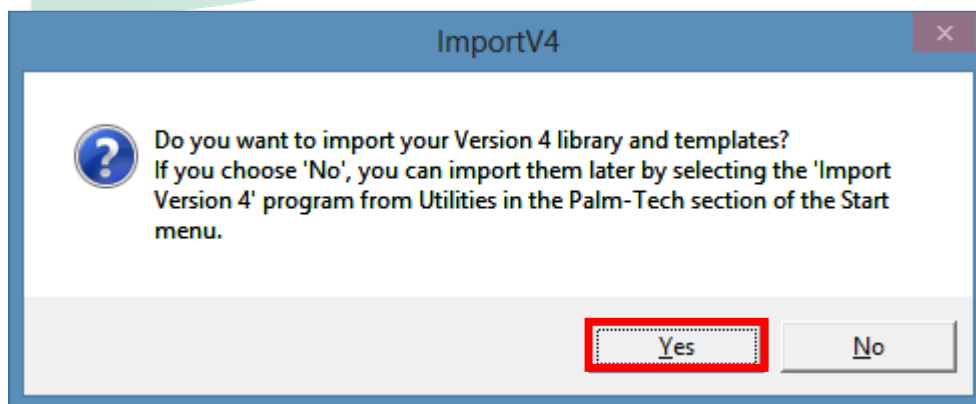 ImportV4
Do you want to import your Version 4 library and templates?
If you choose 'No', you can import them later by selecting the 'Import
Version 4' program from Utilities in the Palm-Tech section of the Start
menu.
Yes
No